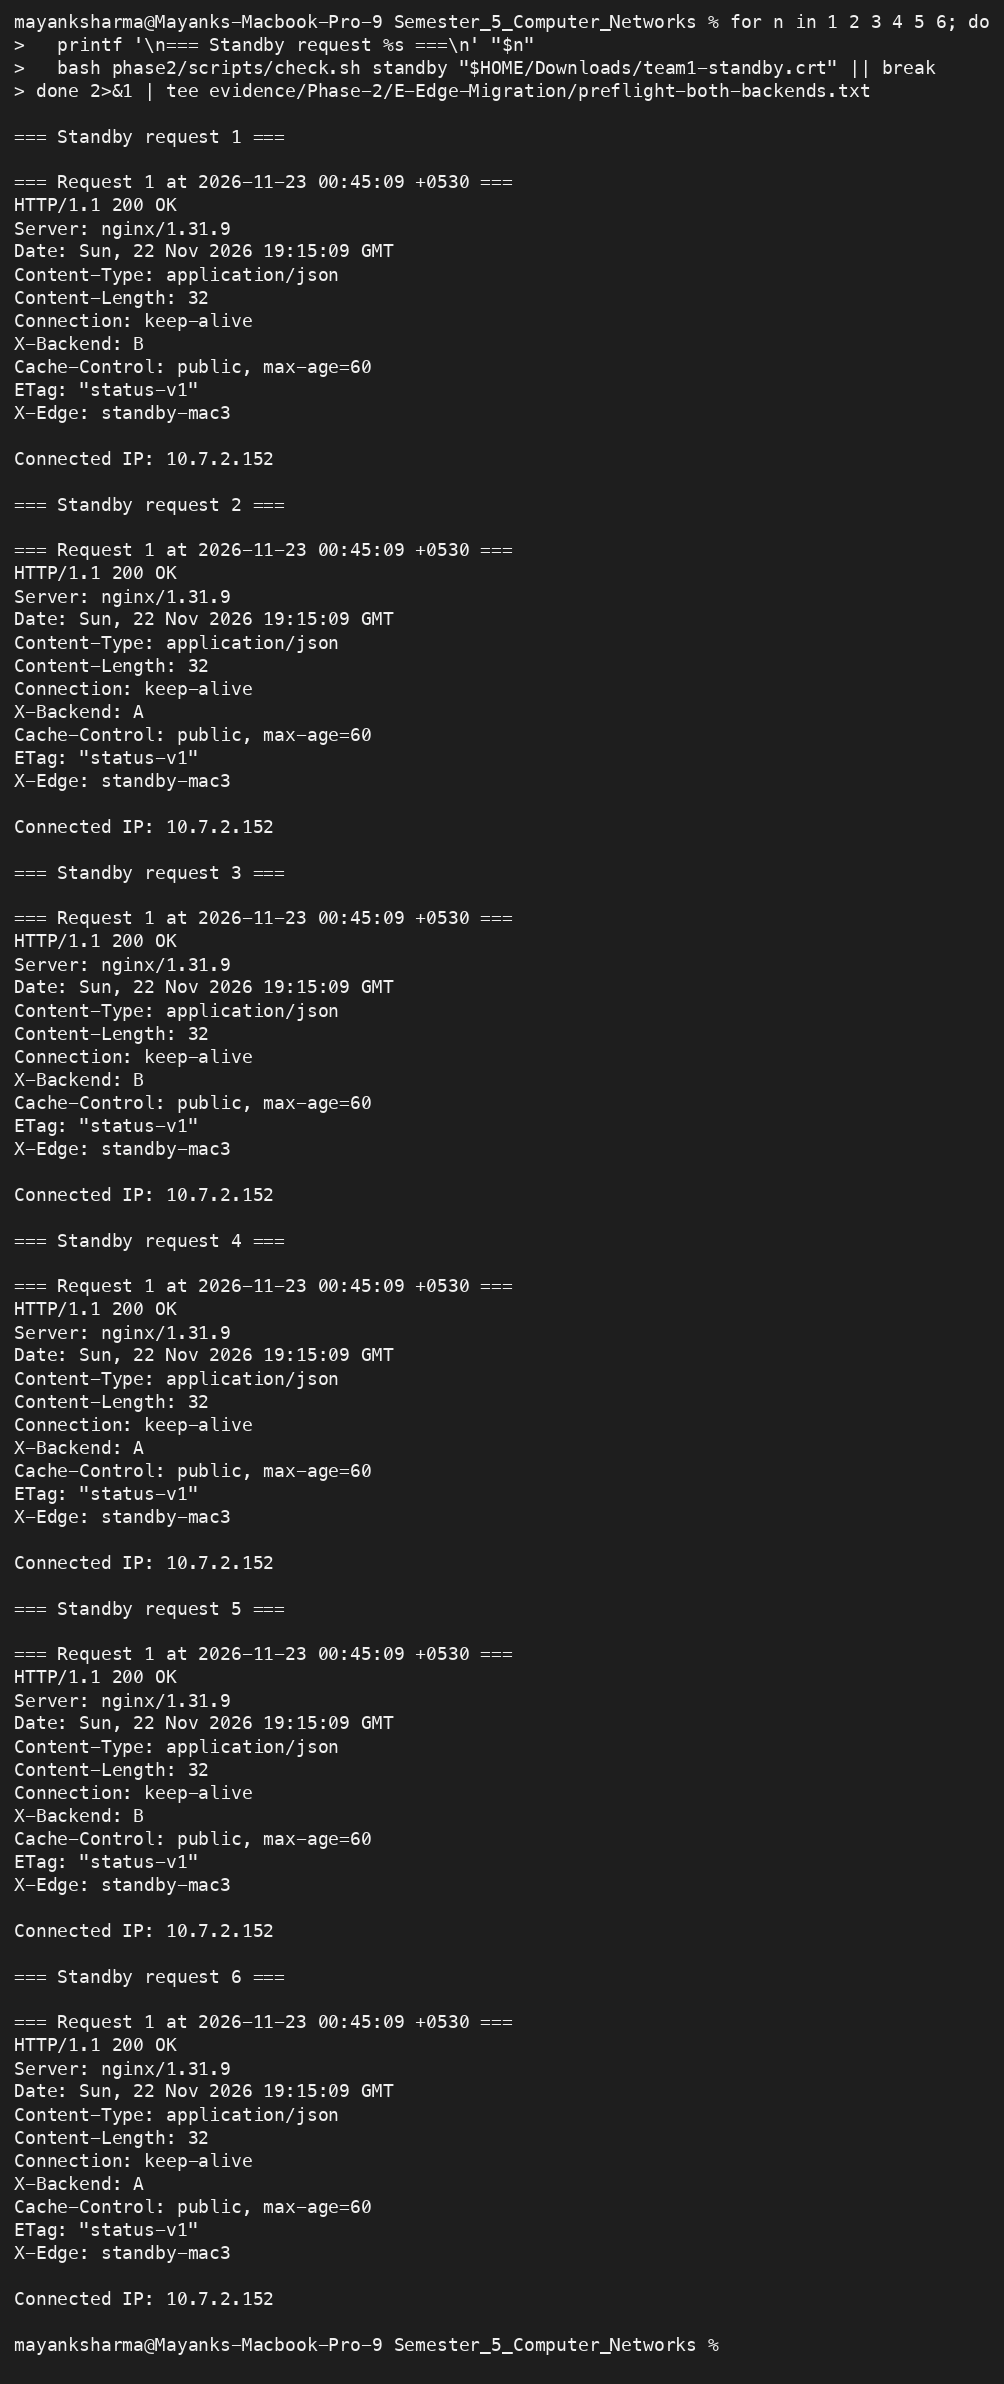 mayanksharma@Mayanks-Macbook-Pro-9 Semester_5_Computer_Networks % for n in 1 2 3 4 5 6; do
>   printf '\n=== Standby request %s ===\n' "$n"
>   bash phase2/scripts/check.sh standby "$HOME/Downloads/team1-standby.crt" || break
> done 2>&1 | tee evidence/Phase-2/E-Edge-Migration/preflight-both-backends.txt

=== Standby request 1 ===

=== Request 1 at 2026-11-23 00:45:09 +0530 ===
HTTP/1.1 200 OK
Server: nginx/1.31.9
Date: Sun, 22 Nov 2026 19:15:09 GMT
Content-Type: application/json
Content-Length: 32
Connection: keep-alive
X-Backend: B
Cache-Control: public, max-age=60
ETag: "status-v1"
X-Edge: standby-mac3

Connected IP: 10.7.2.152

=== Standby request 2 ===

=== Request 1 at 2026-11-23 00:45:09 +0530 ===
HTTP/1.1 200 OK
Server: nginx/1.31.9
Date: Sun, 22 Nov 2026 19:15:09 GMT
Content-Type: application/json
Content-Length: 32
Connection: keep-alive
X-Backend: A
Cache-Control: public, max-age=60
ETag: "status-v1"
X-Edge: standby-mac3

Connected IP: 10.7.2.152

=== Standby request 3 ===

=== Request 1 at 2026-11-23 00:45:09 +0530 ===
HTTP/1.1 200 OK
Server: nginx/1.31.9
Date: Sun, 22 Nov 2026 19:15:09 GMT
Content-Type: application/json
Content-Length: 32
Connection: keep-alive
X-Backend: B
Cache-Control: public, max-age=60
ETag: "status-v1"
X-Edge: standby-mac3

Connected IP: 10.7.2.152

=== Standby request 4 ===

=== Request 1 at 2026-11-23 00:45:09 +0530 ===
HTTP/1.1 200 OK
Server: nginx/1.31.9
Date: Sun, 22 Nov 2026 19:15:09 GMT
Content-Type: application/json
Content-Length: 32
Connection: keep-alive
X-Backend: A
Cache-Control: public, max-age=60
ETag: "status-v1"
X-Edge: standby-mac3

Connected IP: 10.7.2.152

=== Standby request 5 ===

=== Request 1 at 2026-11-23 00:45:09 +0530 ===
HTTP/1.1 200 OK
Server: nginx/1.31.9
Date: Sun, 22 Nov 2026 19:15:09 GMT
Content-Type: application/json
Content-Length: 32
Connection: keep-alive
X-Backend: B
Cache-Control: public, max-age=60
ETag: "status-v1"
X-Edge: standby-mac3

Connected IP: 10.7.2.152

=== Standby request 6 ===

=== Request 1 at 2026-11-23 00:45:09 +0530 ===
HTTP/1.1 200 OK
Server: nginx/1.31.9
Date: Sun, 22 Nov 2026 19:15:09 GMT
Content-Type: application/json
Content-Length: 32
Connection: keep-alive
X-Backend: A
Cache-Control: public, max-age=60
ETag: "status-v1"
X-Edge: standby-mac3

Connected IP: 10.7.2.152

mayanksharma@Mayanks-Macbook-Pro-9 Semester_5_Computer_Networks %